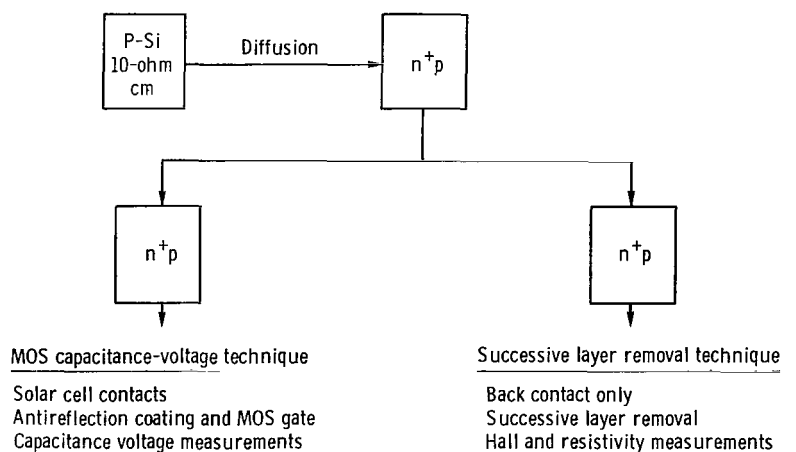 P-Si
10-ohm
cm
Diffusion
n⁺p
n⁺p
n⁺p
MOS capacitance-voltage technique
Solar cell contacts
Antireflection coating and MOS gate
Capacitance voltage measurements
Successive layer removal technique
Back contact only
Successive layer removal
Hall and resistivity measurements